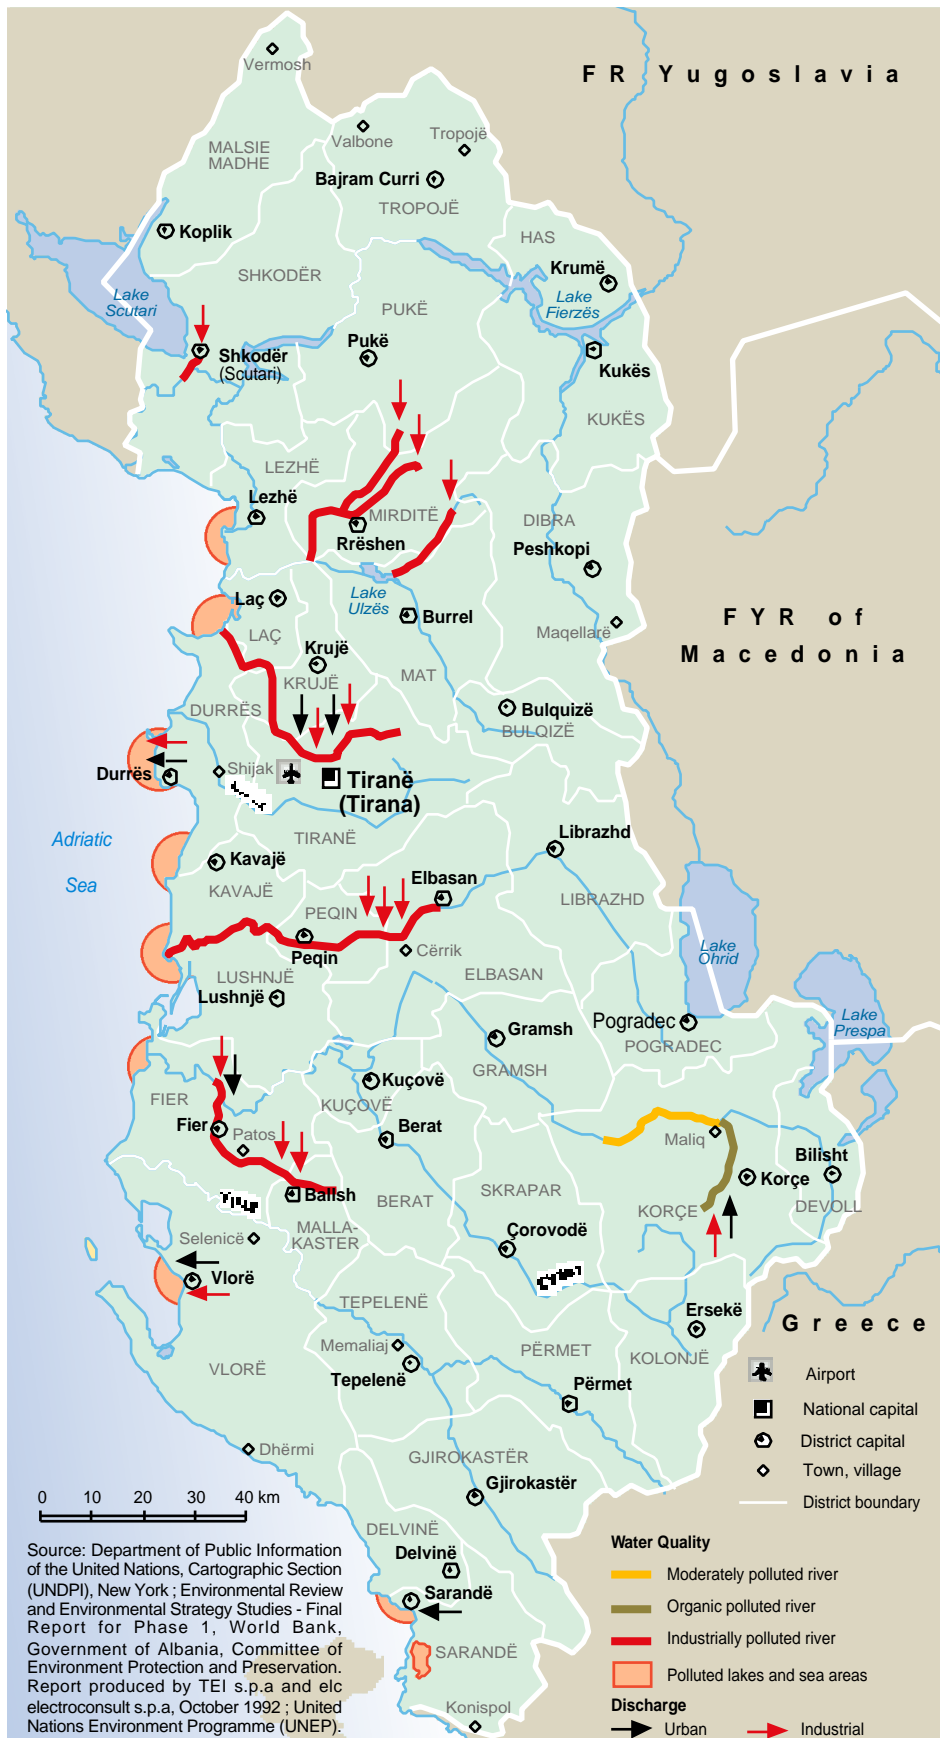 FR Yugoslavia
Vermosh
Valbone
Tropojë
MALSIE
MADHE
Bajram Curri
TROPOJË
Koplik
HAS
SHKODËR
Krumë
Lake
Scutari
Lake
Fierzës
PUKË
Pukë
Shkodër
(Scutari)
Kukës
KUKËS
LEZHË
Lezhë
MIRDITË
Rrëshen
DIBRA
Peshkopi
Lake
Ulzës
Laç
Burrel
LAÇ
Maqellarë
FYR of
Macedonia
Krujë
KRUJË
MAT
DURRËS
Bulquizë
BULQIZË
Durrës
Shijak
Tiranë
(Tirana)
Adriatic
Sea
TIRANË
Librazhd
Kavajë
KAVAJË
Elbasan
LIBRAZHD
PEQIN
Peqin
Cërrik
Lake
Ohrid
ELBASAN
LUSHNJË
Lushnjë
Lake
Prespa
Gramsh
Pogradec
POGRADEC
GRAMSH
FIER
Kuçovë
KUÇOVË
Fier
Patos
Berat
Maliq
Bilisht
Korçe
Ballsh
BERAT
SKRAPAR
KORÇE
DEVOLL
MALLA-
KASTER
Selenicë
Çorovodë
Vlorë
TEPELENË
Ersekë
Greece
Memaliaj
Tepelenë
PËRMET
KOLONJË
VLORË
Përmet
Airport
National capital
District capital
Town, village
District boundary
Dhërmi
GJIROKASTËR
Gjirokastër
0 10 20 30 40 km
DELVINË
Delvinë
Sarandë
SARANDË
Konispol
Water Quality
Moderately polluted river
Organic polluted river
Industrially polluted river
Polluted lakes and sea areas
Discharge
Urban
Industrial
Source: Department of Public Information
of the United Nations, Cartographic Section
(UNDPI), New York ; Environmental Review
and Environmental Strategy Studies - Final
Report for Phase 1, World Bank,
Government of Albania, Committee of
Environment Protection and Preservation.
Report produced by TEI s.p.a and elc
electroconsult s.p.a, October 1992 ; United
Nations Environment Programme (UNEP).